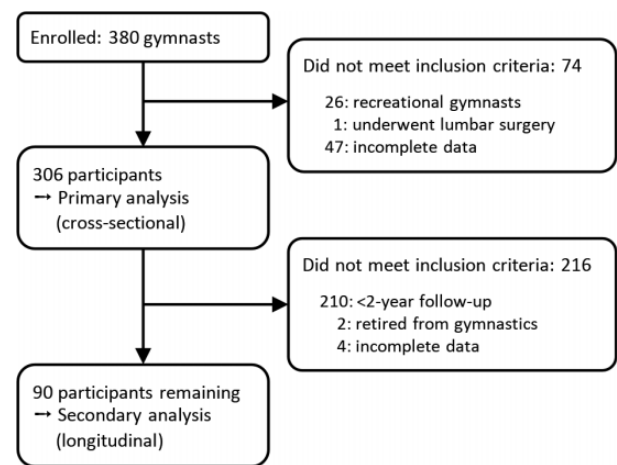 Enrolled: 380 gymnasts
Did not meet inclusion criteria: 74
26: recreational gymnasts
1: underwent lumbar surgery
47: incomplete data
306 participants
→ Primary analysis
(cross-sectional)
Did not meet inclusion criteria: 216
210: <2-year follow-up
2: retired from gymnastics
4: incomplete data
90 participants remaining
→ Secondary analysis
(longitudinal)